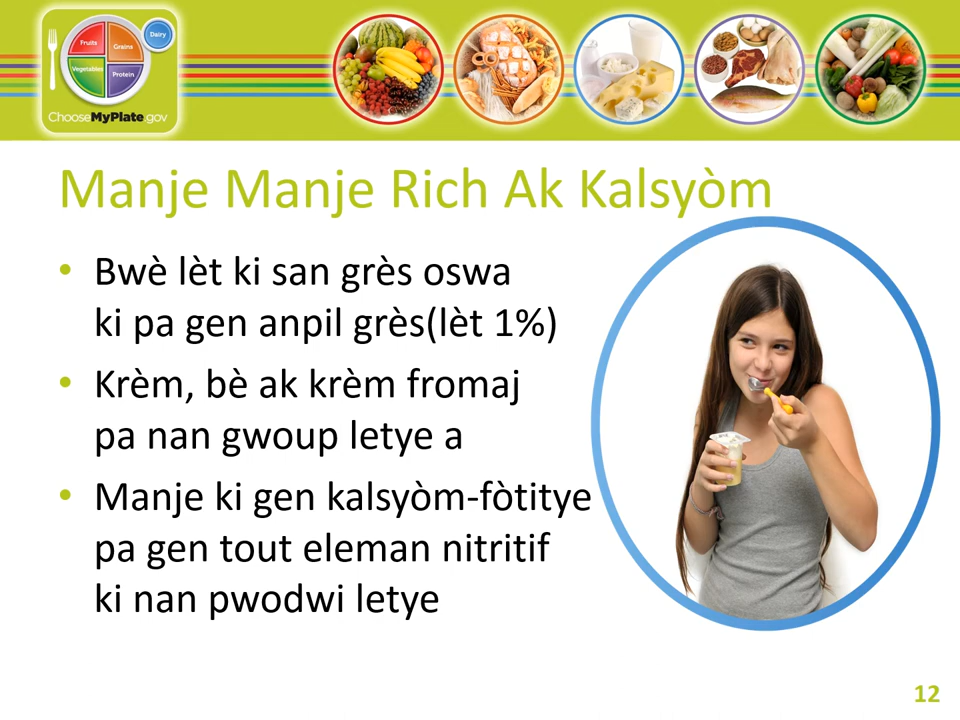 Fruits
Grains
Dairy
Vegetables
Protein
ChooseMyPlate.gov
Manje Manje Rich Ak Kalsyòm
• Bwè lèt ki san grès oswa
ki pa gen anpil grès(lèt 1%)
• Krèm, bè ak krèm fromaj
pa nan gwoup letye a
• Manje ki gen kalsyòm-fòtitye
pa gen tout eleman nitritif
ki nan pwodwi letye
12